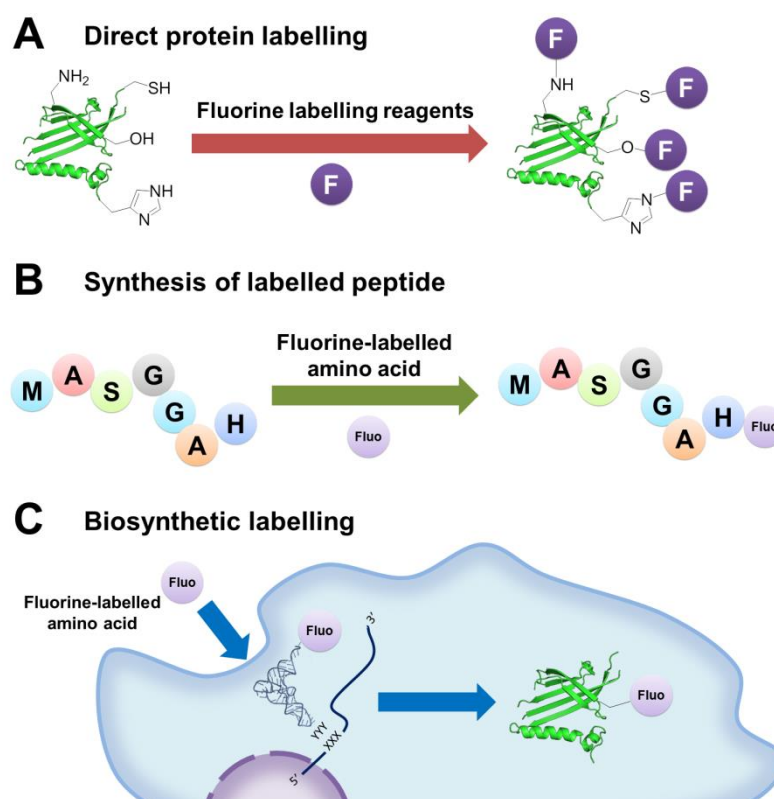 A Direct protein labelling
NH2
SH
OH
NH
N
Fluorine labelling reagents
F
F
NH
S F
O F
N F
N
B Synthesis of labelled peptide
M A S G G A H
Fluorine-labelled
amino acid
Fluo
M A S G G A H Fluo
C Biosynthetic labelling
Fluo
Fluorine-labelled
amino acid
Fluo
3'
YYY
XXX
5'
Fluo